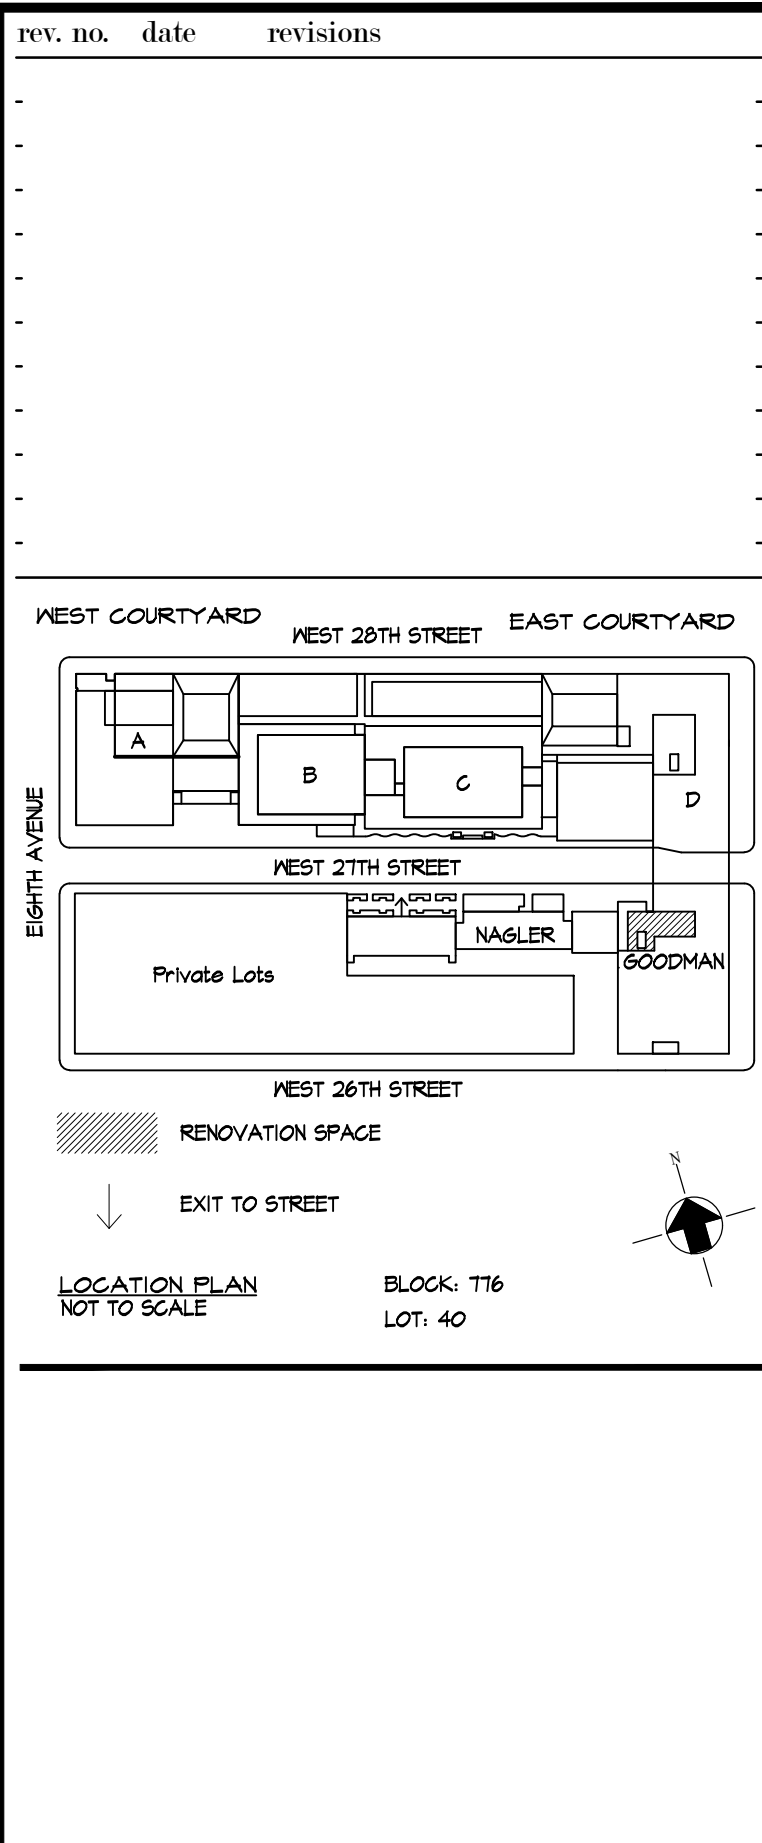 rev. no. date revisions
WEST COURTYARD
WEST 28TH STREET
EAST COURTYARD
A
B
C
D
EIGHTH AVENUE
WEST 27TH STREET
NAGLER
GOODMAN
Private Lots
WEST 26TH STREET
RENOVATION SPACE
N
EXIT TO STREET
LOCATION PLAN
NOT TO SCALE
BLOCK: 776
LOT: 40